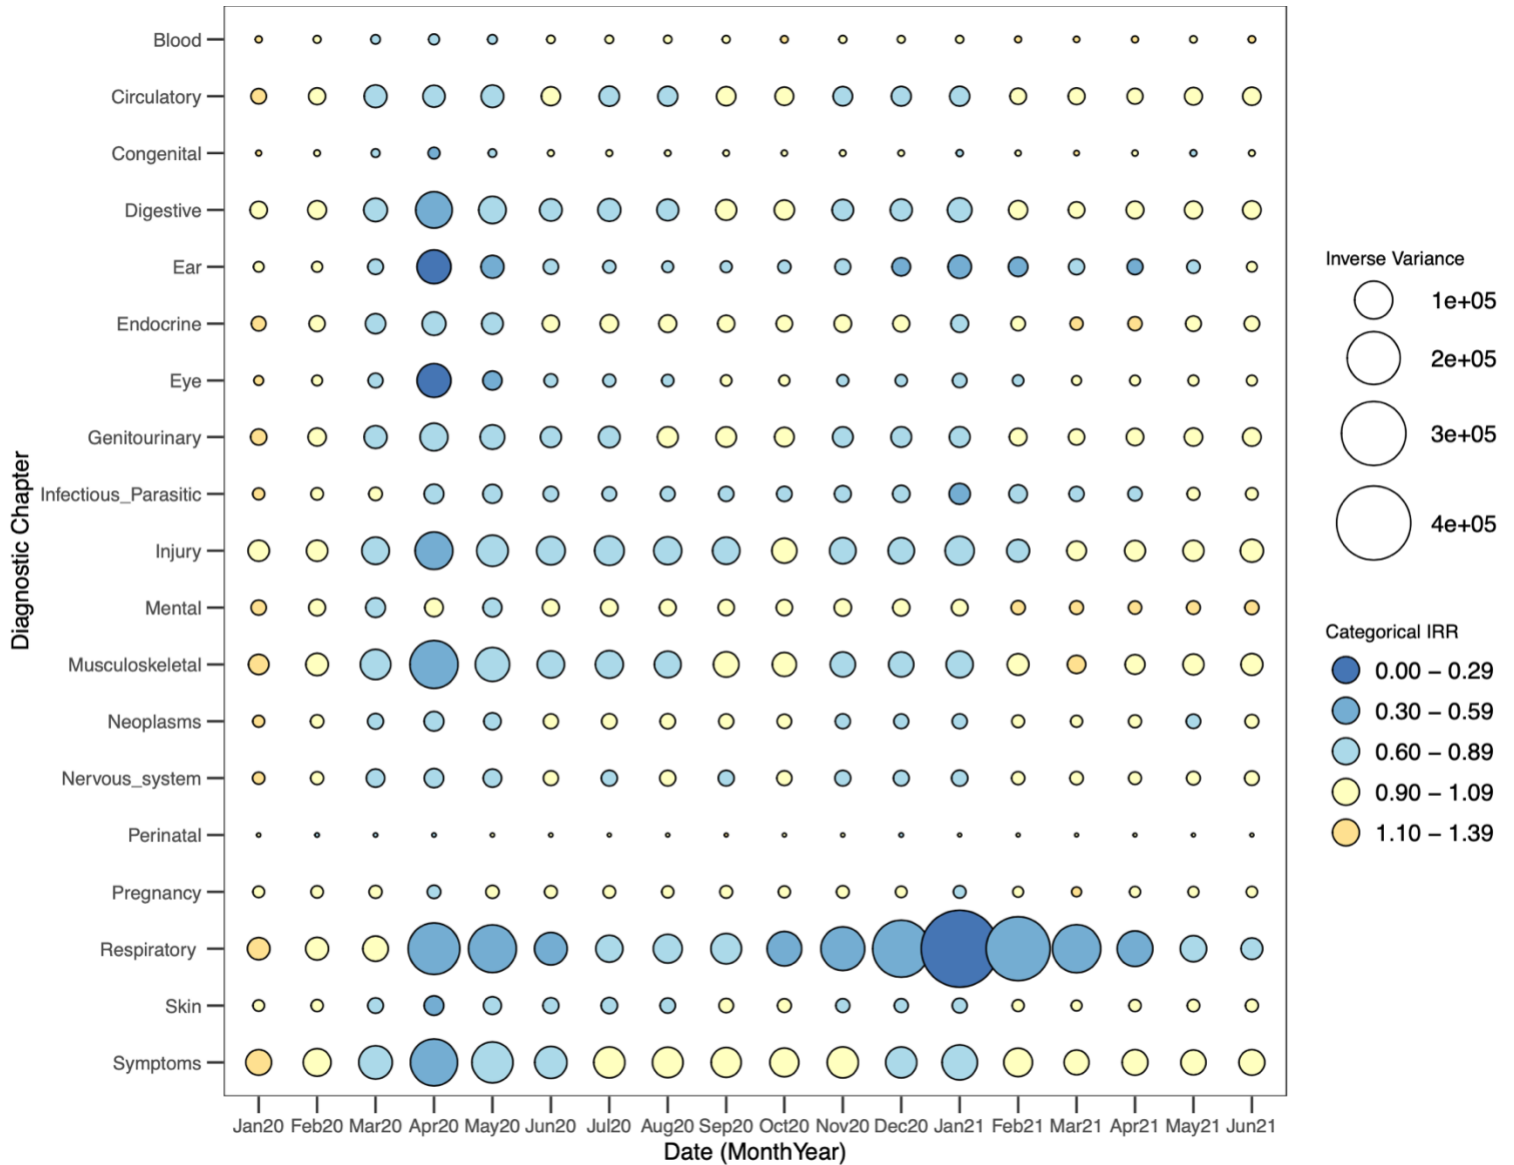 Diagnostic Chapter
Blood
Circulatory
Congenital
Digestive
Ear
Endocrine
Eye
Genitourinary
Infectious_Parasitic
Injury
Mental
Musculoskeletal
Neoplasms
Nervous_system
Perinatal
Pregnancy
Respiratory
Skin
Symptoms
Jan20 Feb20 Mar20 Apr20 May20 Jun20 Jul20 Aug20 Sep20 Oct20 Nov20 Dec20 Jan21 Feb21 Mar21 Apr21 May21 Jun21
Date (MonthYear)
Inverse Variance
1e+05
2e+05
3e+05
4e+05
Categorical IRR
0.00 – 0.29
0.30 – 0.59
0.60 – 0.89
0.90 – 1.09
1.10 – 1.39